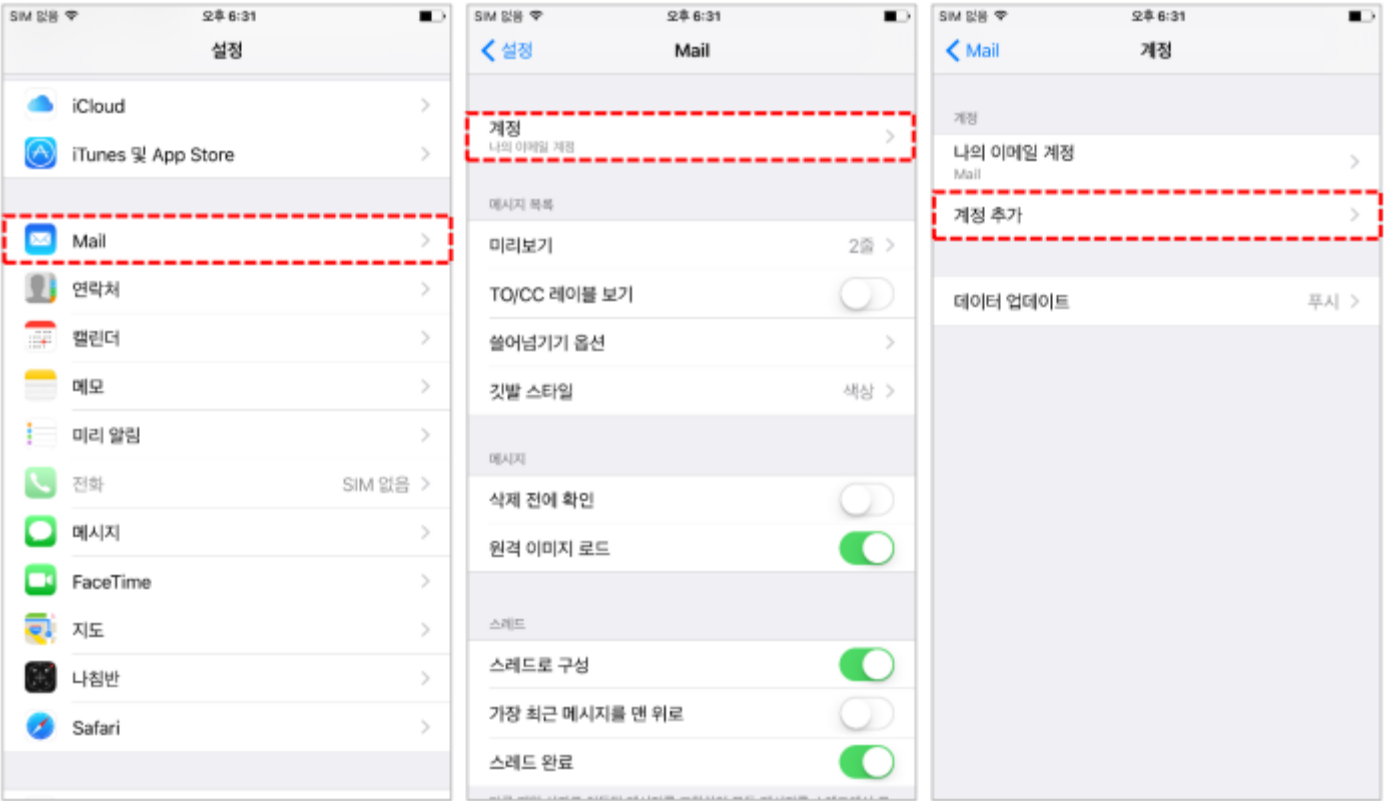 SIM 없음 오후 6:31
설정
iCloud
iTunes 및 App Store
Mail
연락처
캘린더
메모
미리 알림
전화 SIM 없음
메시지
FaceTime
지도
나침반
Safari
SIM 없음 오후 6:31
설정 Mail
계정
나의 이메일 계정
메시지 목록
미리보기 2줄
TO/CC 레이블 보기
쓸어넘기기 옵션
깃발 스타일 색상
메시지
삭제 전에 확인
원격 이미지 로드
스레드
스레드로 구성
가장 최근 메시지를 맨 위로
스레드 완료
SIM 없음 오후 6:31
Mail 계정
계정
나의 이메일 계정
Mail
계정 추가
데이터 업데이트 푸시